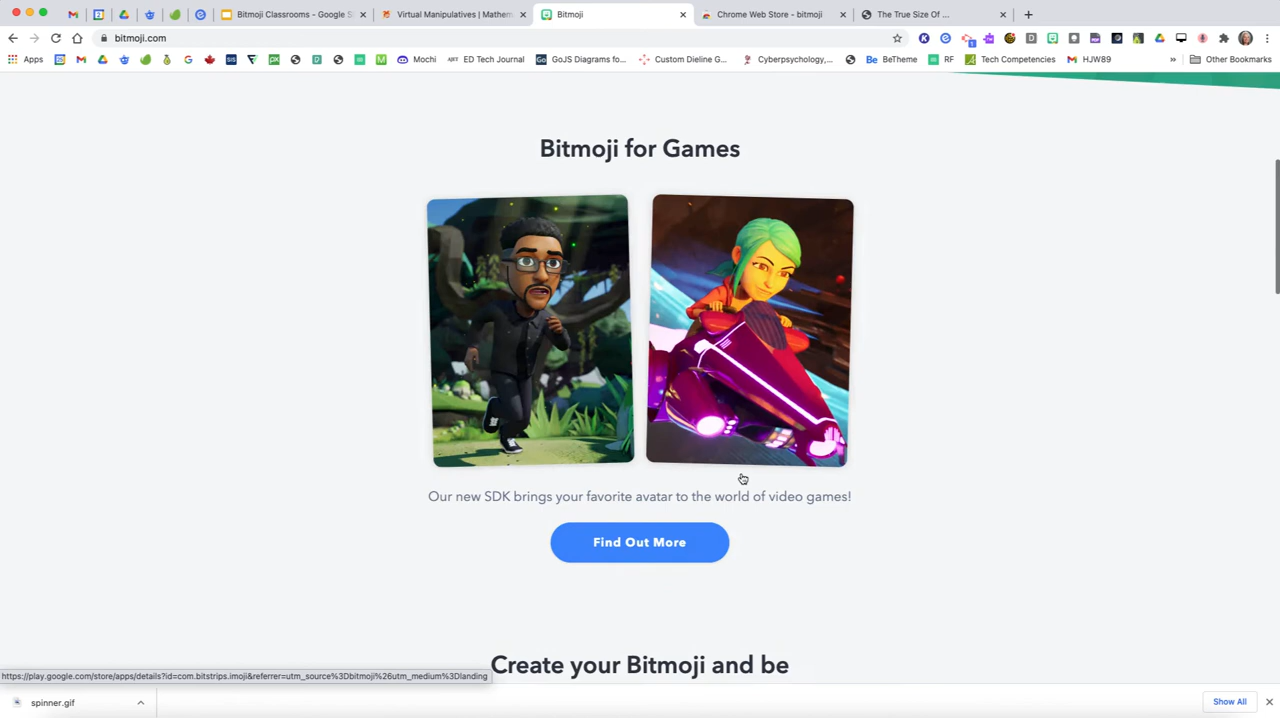 Bitmoji Classrooms - Google S
Virtual Manipulatives | Mathem
Bitmoji
Chrome Web Store - bitmoji
The True Size Of ...
bitmoji.com
Apps
Mochi
ED Tech Journal
GoJS Diagrams fo...
Custom Dieline G...
Cyberpsychology,...
BeTheme
RF
Tech Competencies
HJW89
»
Other Bookmarks
Bitmoji for Games
Our new SDK brings your favorite avatar to the world of video games!
Find Out More
Create your Bitmoji and be
https://play.google.com/store/apps/details?id=com.bitstrips.imoji&referrer=utm_source%3Dbitmoji%26utm_medium%3Dlanding
spinner.gif
Show All